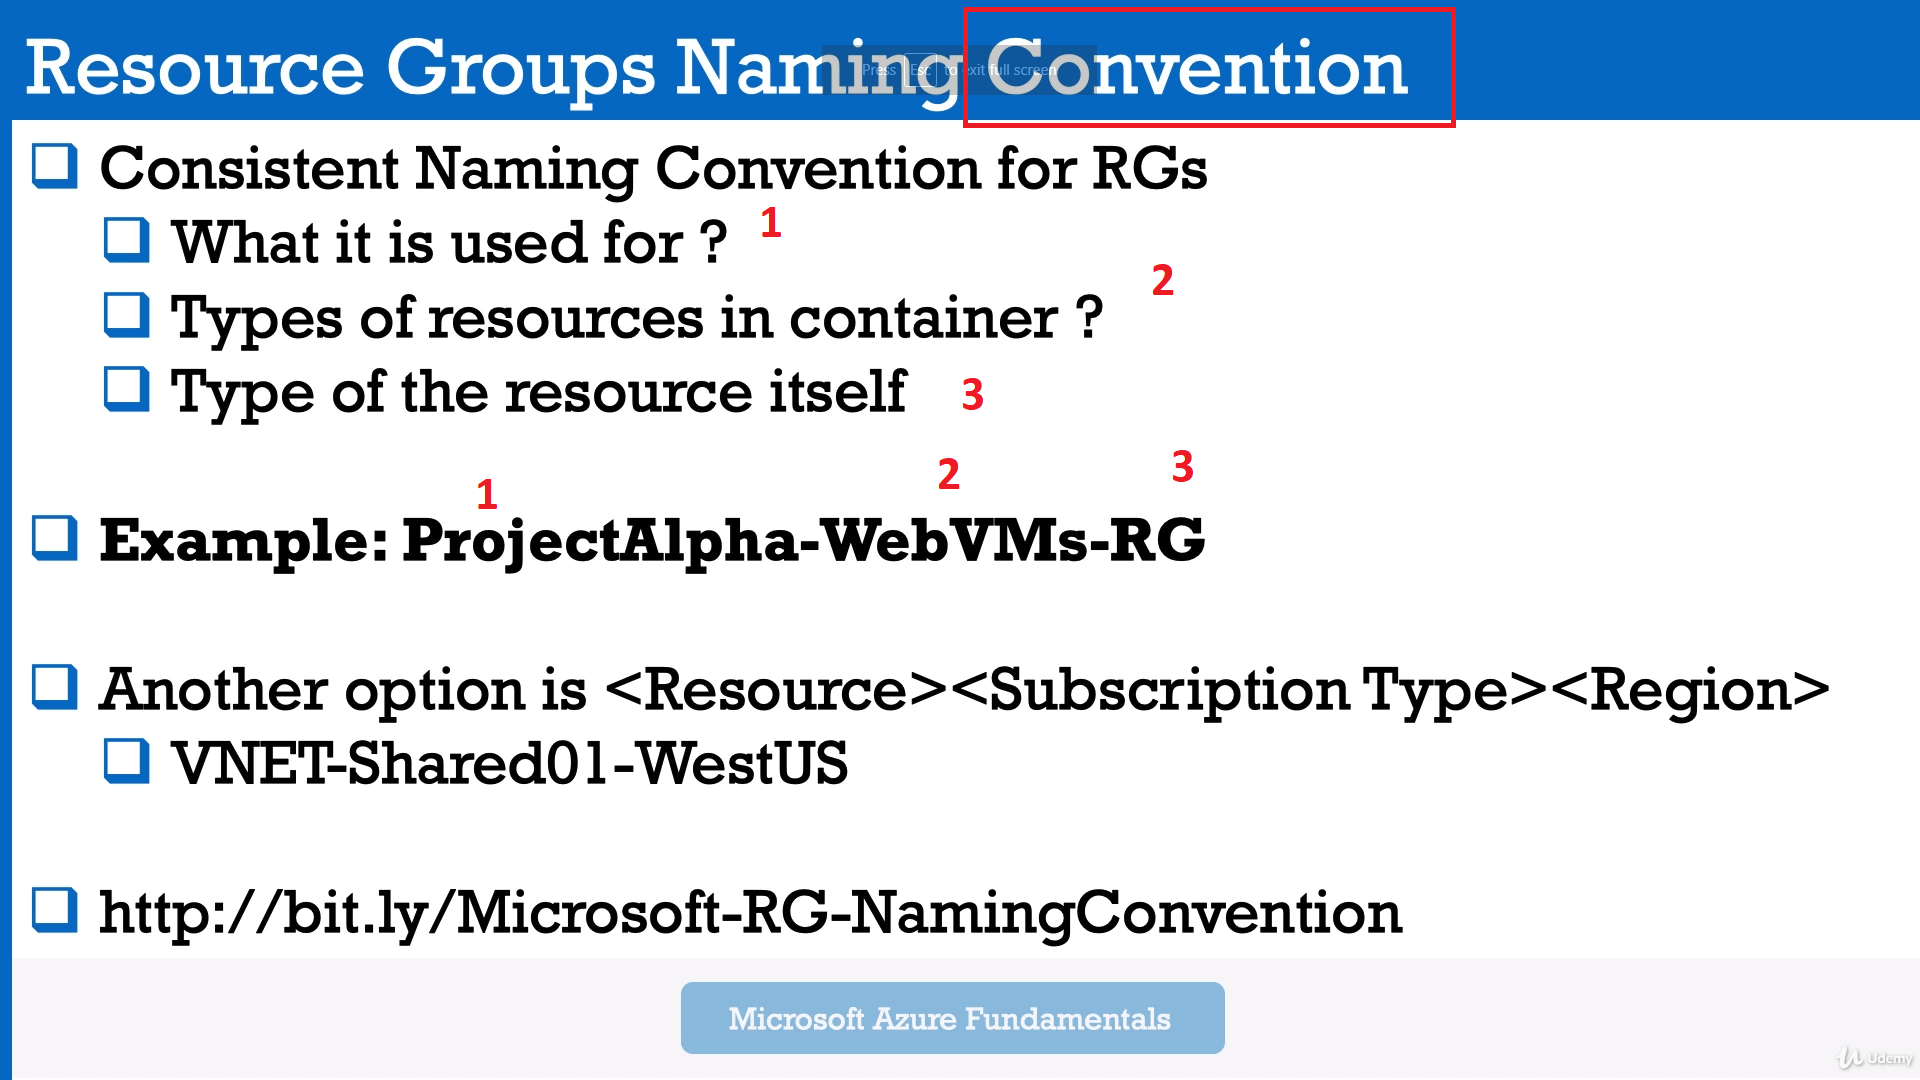 Resource Groups Naming Convention
Press Esc to exit full screen
Consistent Naming Convention for RGs
What it is used for ? 1
Types of resources in container ? 2
Type of the resource itself 3
1 2 3
Example: ProjectAlpha-WebVMs-RG
Another option is <Resource><Subscription Type><Region>
VNET-Shared01-WestUS
http://bit.ly/Microsoft-RG-NamingConvention
Microsoft Azure Fundamentals
Udemy